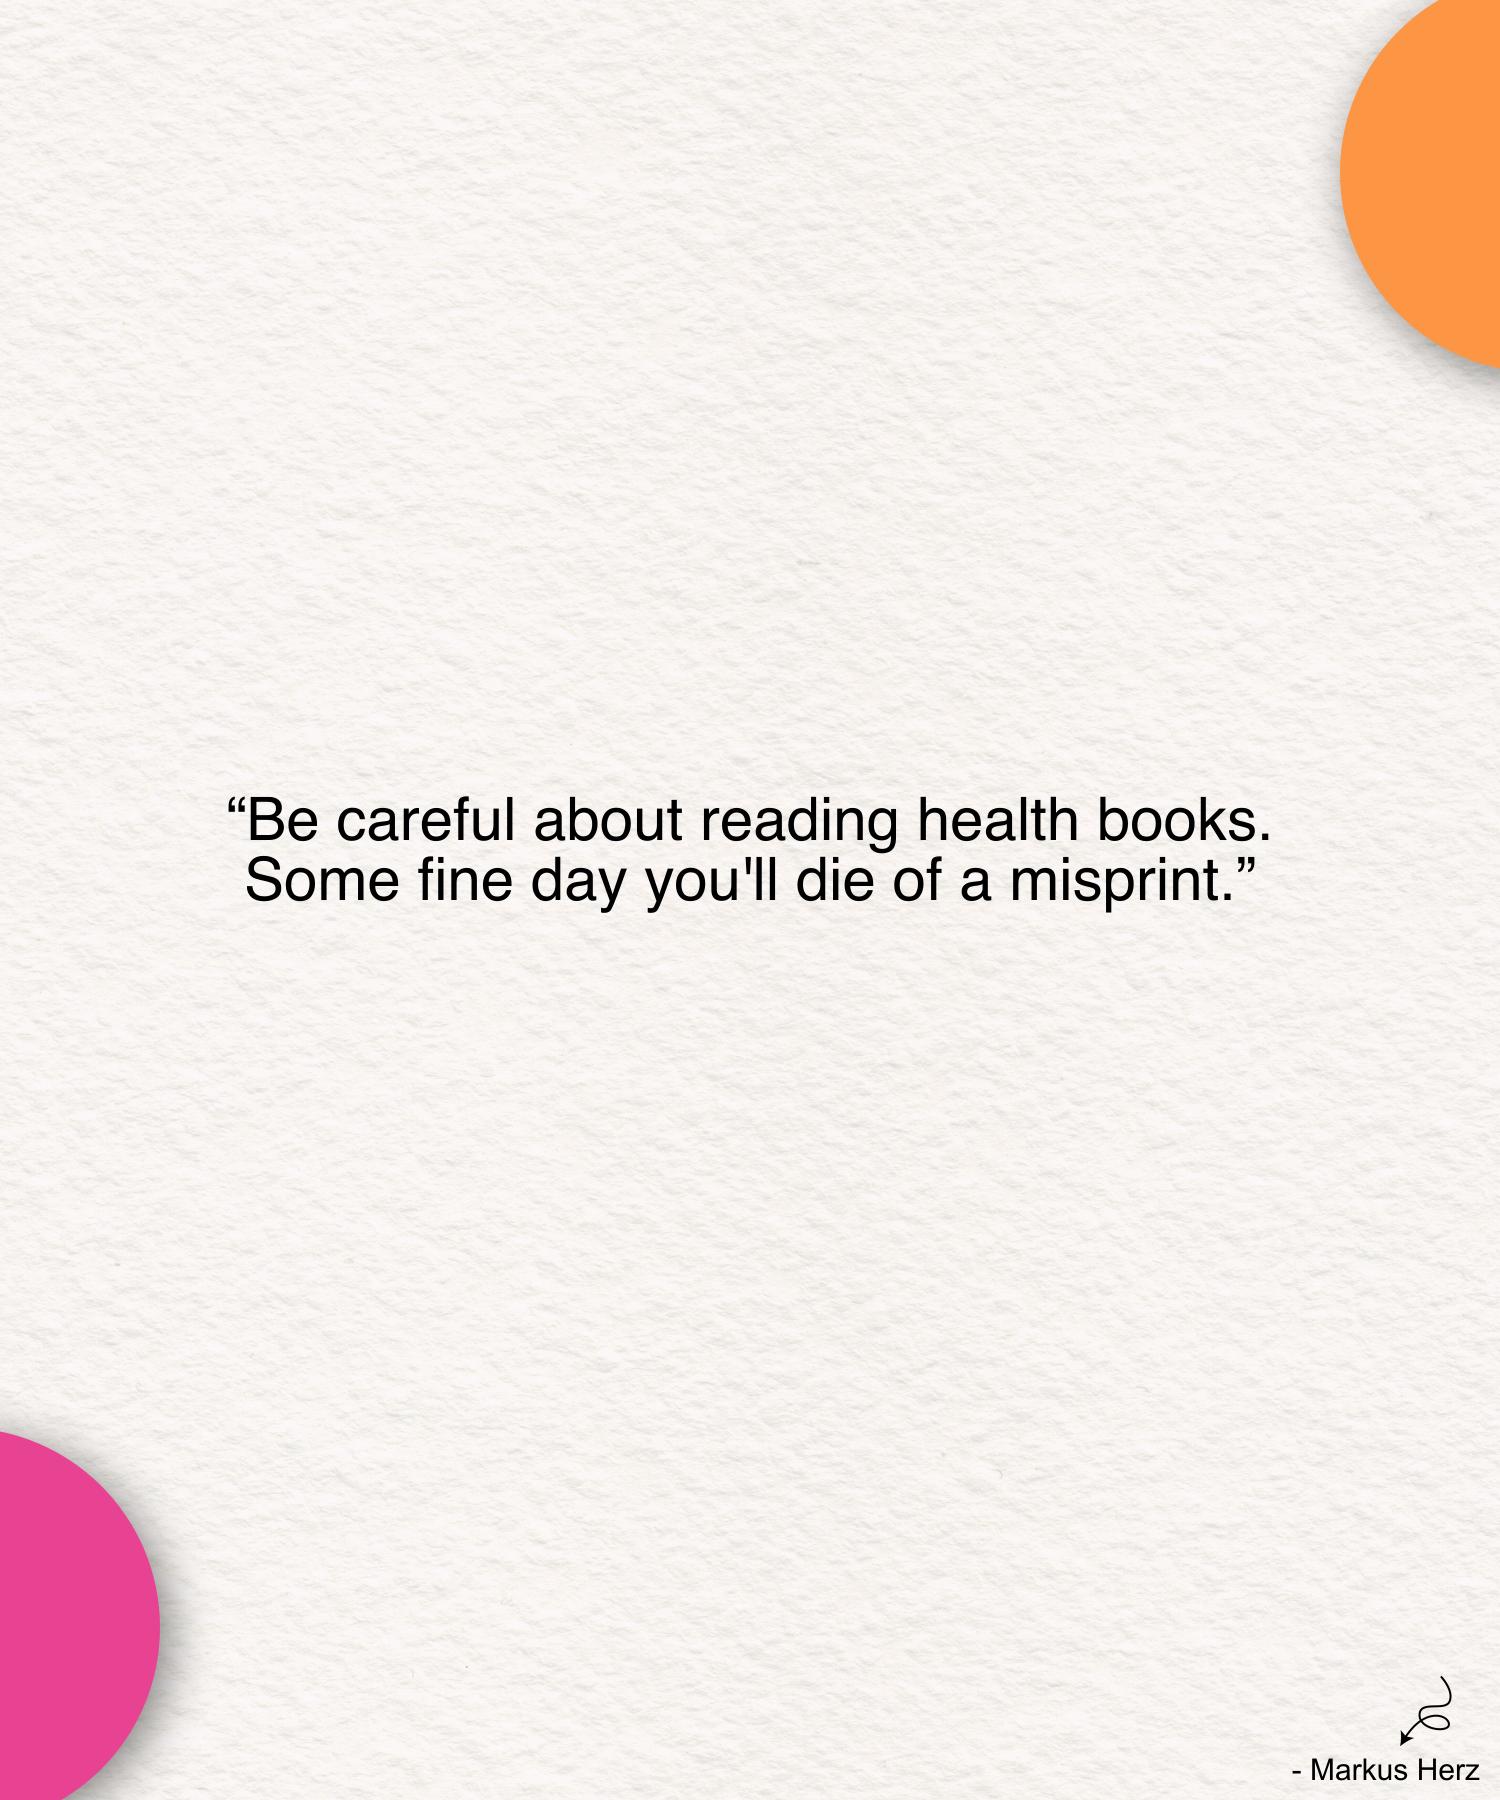 “Be careful about reading health books.
Some fine day you'll die of a misprint.”
- Markus Herz